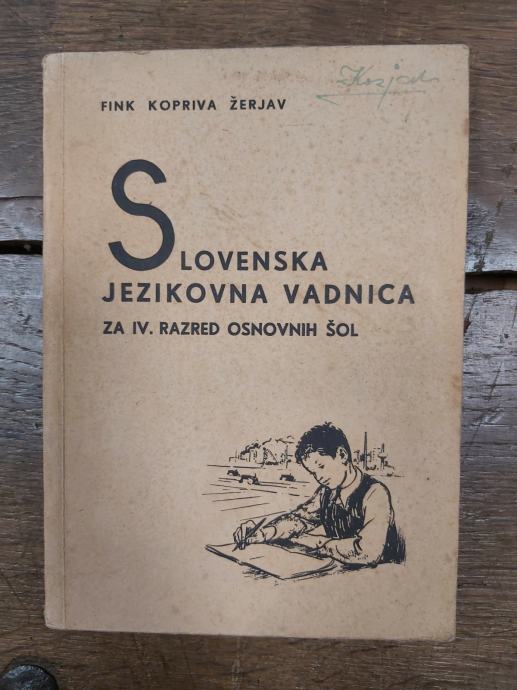 FINK KOPRIVA ŽERJAV
SLOVENSKA
JEZIKOVNA VADNICA
ZA IV. RAZRED OSNOVNIH ŠOL